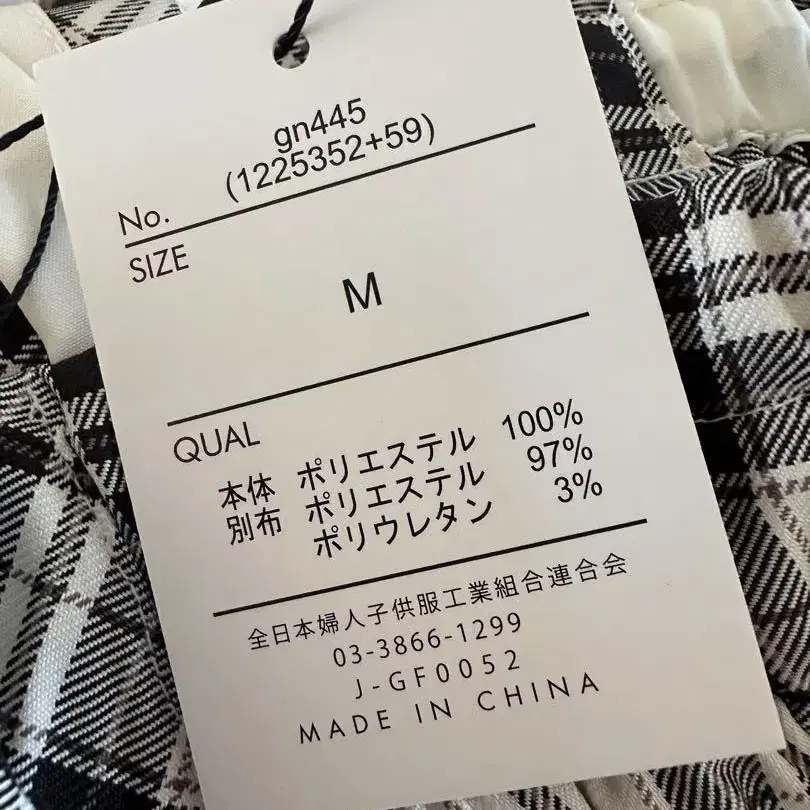 gn445
No. (1225352+59)
SIZE
M
QUAL
本体 ポリエステル 100%
別布 ポリエステル 97%
ポリウレタン 3%
全日本婦人子供服工業組合連合会
03-3866-1299
J-GF0052
MADE IN CHINA